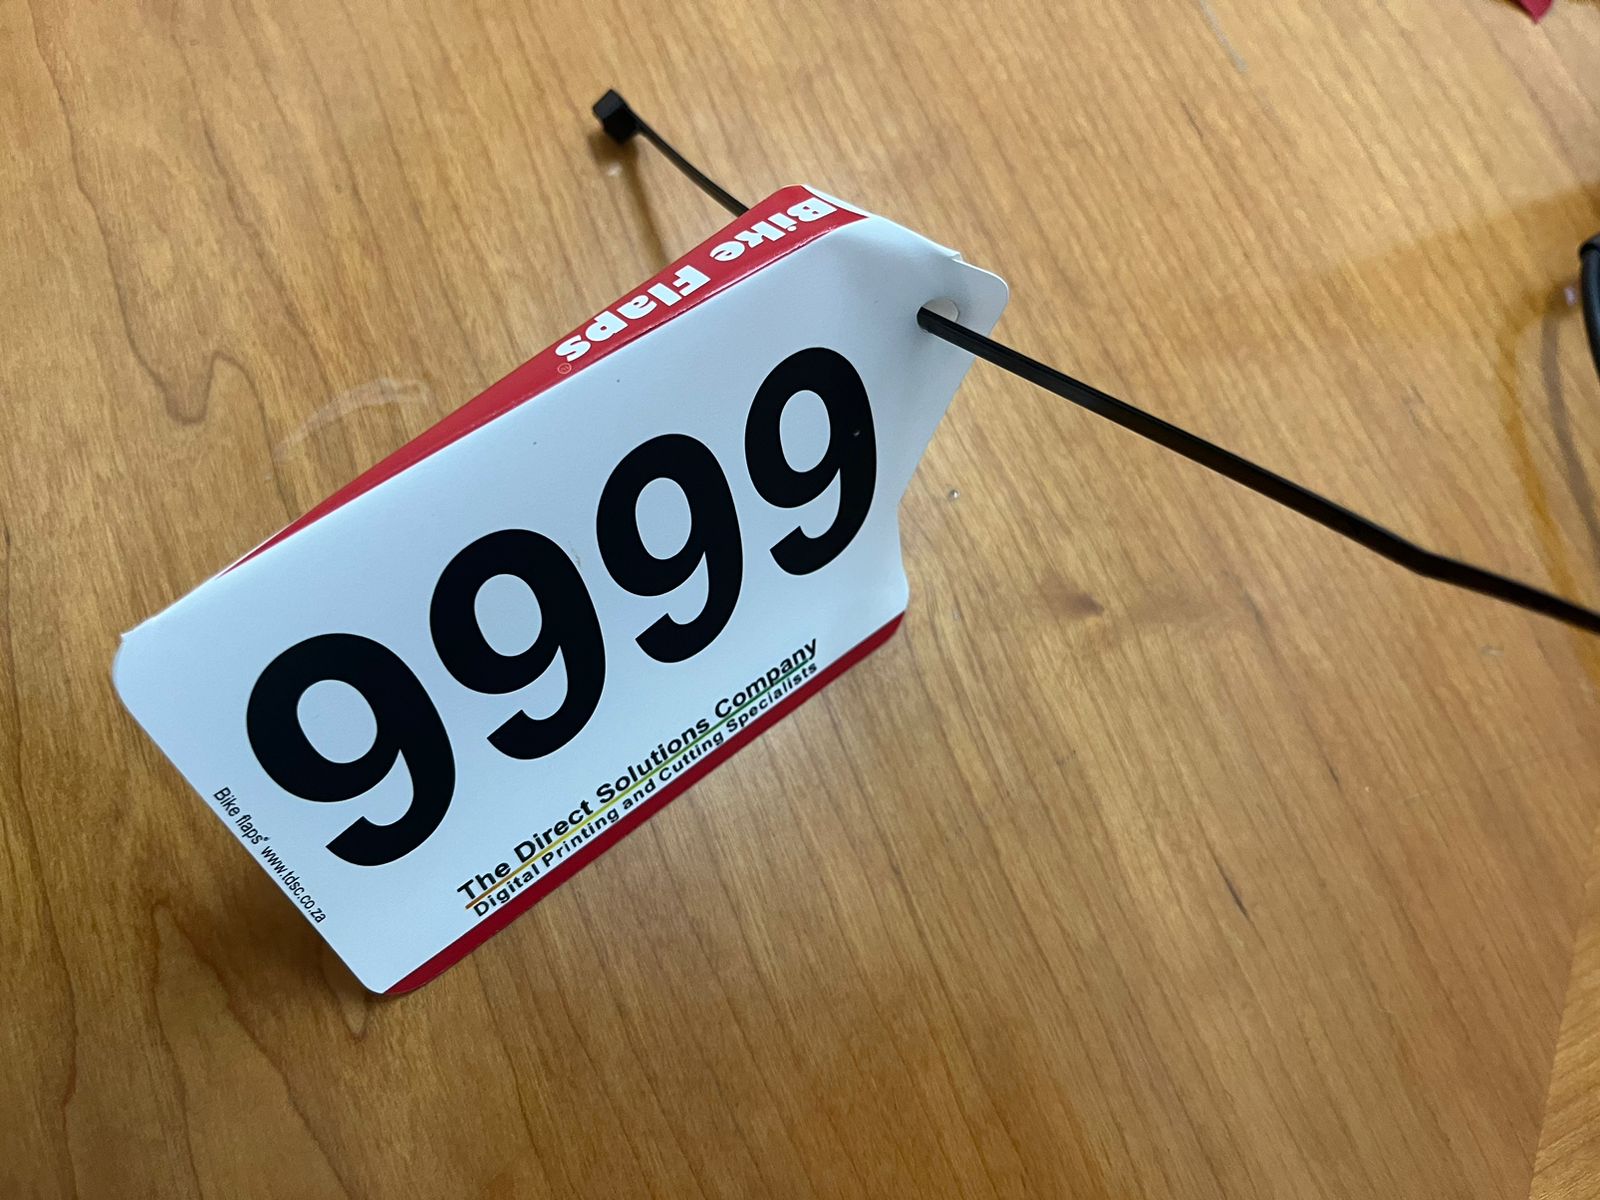 Bike Flaps®
9999
The Direct Solutions Company
Digital Printing and Cutting Specialists
Bike flaps® www.tdsc.co.za